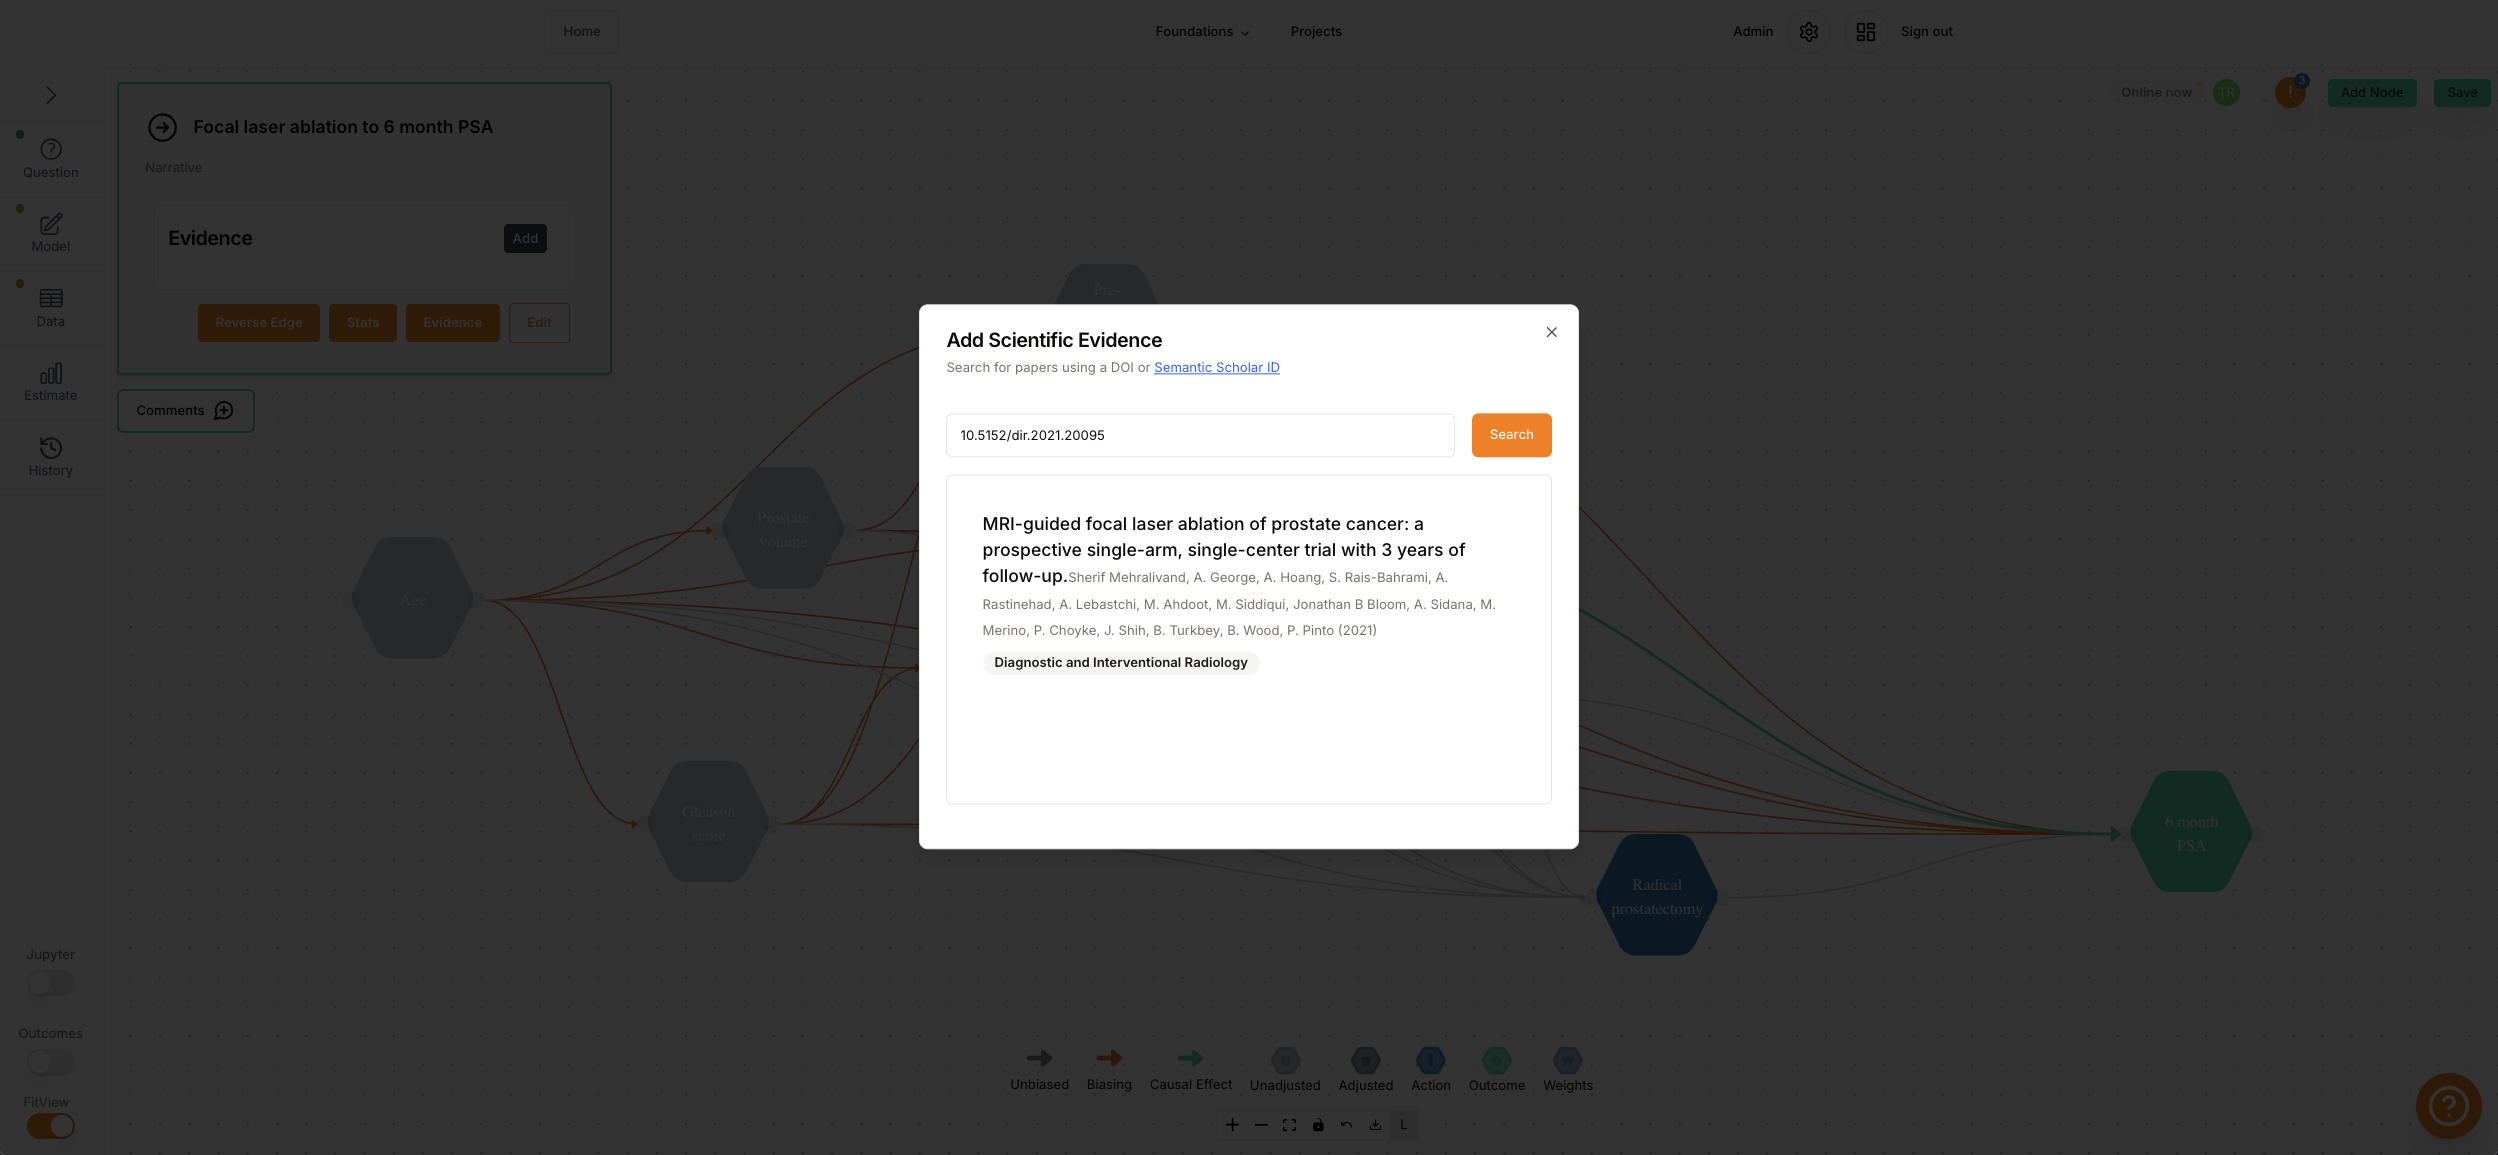 Home
Foundations
Projects
Admin
Sign out
Online now
TR
!
3
Add Node
Save
Question
Model
Data
Estimate
History
Focal laser ablation to 6 month PSA
Narrative
Evidence
Add
Reverse Edge
Stats
Evidence
Edit
Comments
Pre-
Prostate
volume
Age
Gleason
score
Add Scientific Evidence
Search for papers using a DOI or Semantic Scholar ID
10.5152/dir.2021.20095
Search
MRI-guided focal laser ablation of prostate cancer: a
prospective single-arm, single-center trial with 3 years of
follow-up.Sherif Mehralivand, A. George, A. Hoang, S. Rais-Bahrami, A.
Rastinehad, A. Lebastchi, M. Ahdoot, M. Siddiqui, Jonathan B Bloom, A. Sidana, M.
Merino, P. Choyke, J. Shih, B. Turkbey, B. Wood, P. Pinto (2021)
Diagnostic and Interventional Radiology
6 month
PSA
Radical
prostatectomy
Jupyter
Outcomes
FitView
u
a
I
o
w
Unbiased
Biasing
Causal Effect
Unadjusted
Adjusted
Action
Outcome
Weights
L